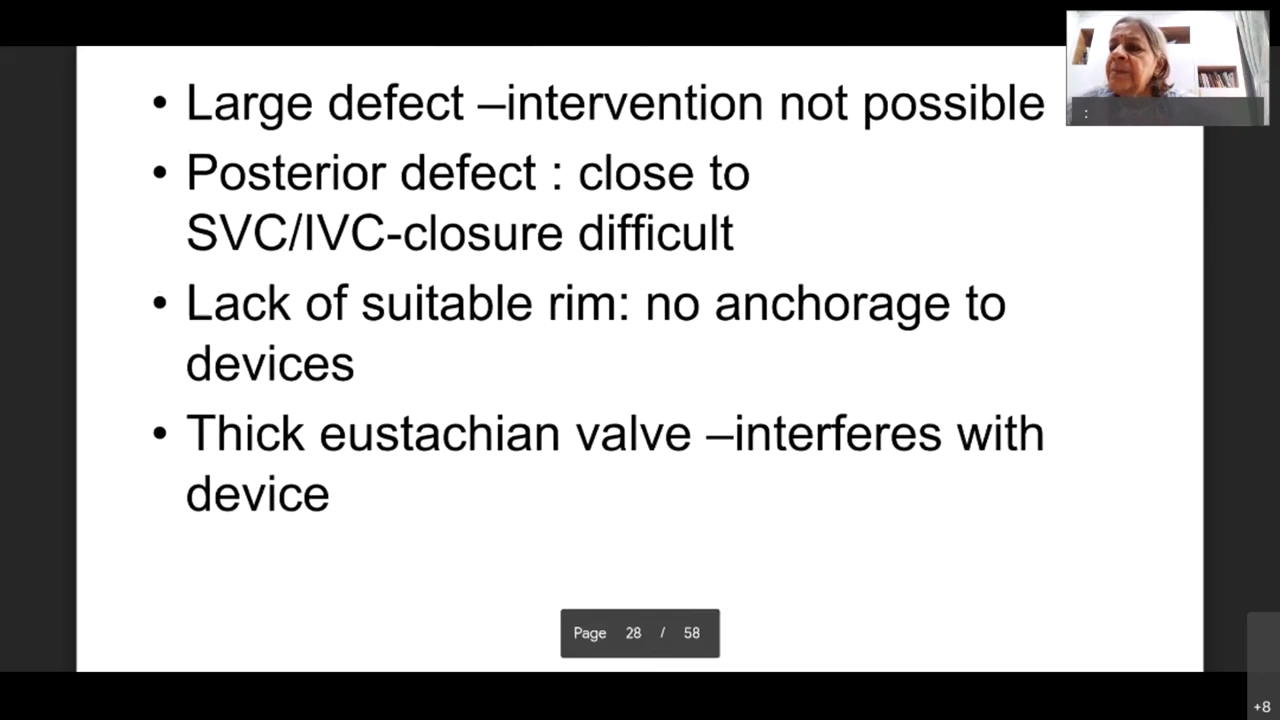 • Large defect –intervention not possible
• Posterior defect : close to
SVC/IVC-closure difficult
• Lack of suitable rim: no anchorage to
devices
• Thick eustachian valve –interferes with
device
Page 28 / 58
:
+8